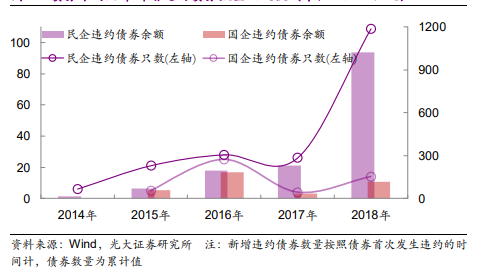 民企违约债券余额 国企违约债券余额
民企违约债券只数(左轴) 国企违约债券只数(左轴)
100 1200
80 900
60
600
40
20 300
0 0
2014年 2015年 2016年 2017年 2018年
资料来源：Wind，光大证券研究所 注：新增违约债券数量按照债券首次发生违约的时
间计，债券数量为累计值